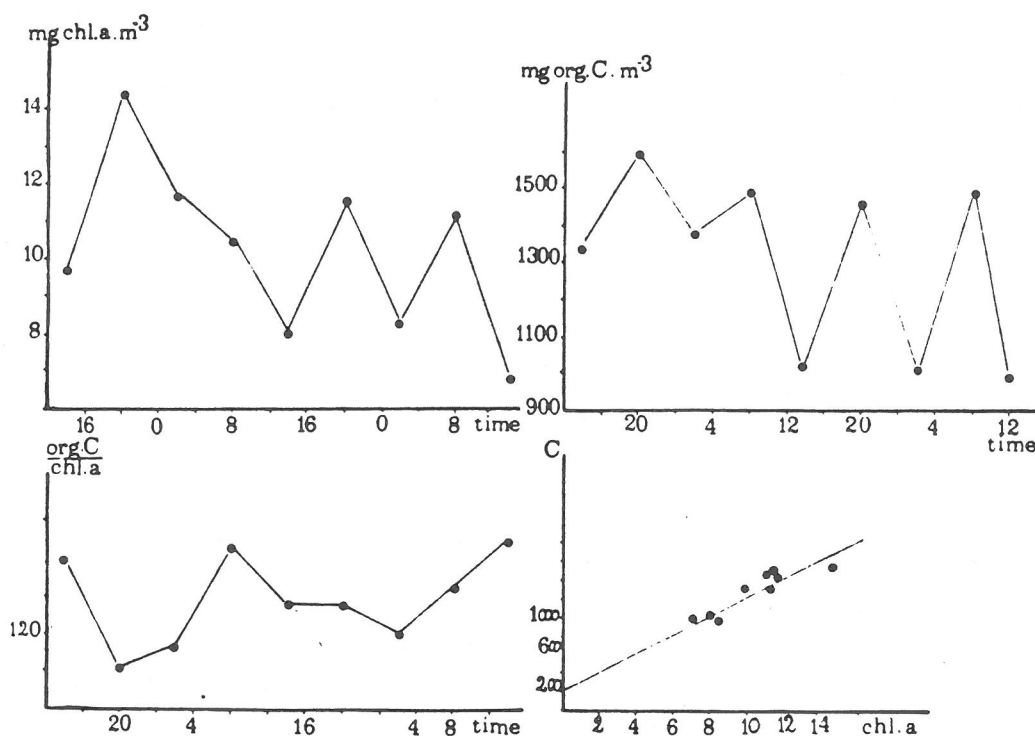 mg chl.a.m-3
14
12
10
8
16 0 8 16 0 8 time
mg org.C.m-3
1500
1300
1100
900
20 4 12 20 4 12
time
org.C
chl.a
120
20 4 16 4 8 time
C
1000
600
200
2 4 6 8 10 12 14 chl.a